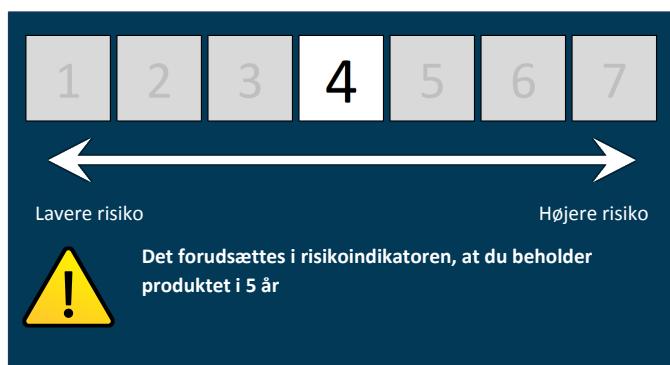 1 2 3 4 5 6 7
Lavere risiko Højere risiko
Det forudsættes i risikoindikatoren, at du beholder
produktet i 5 år